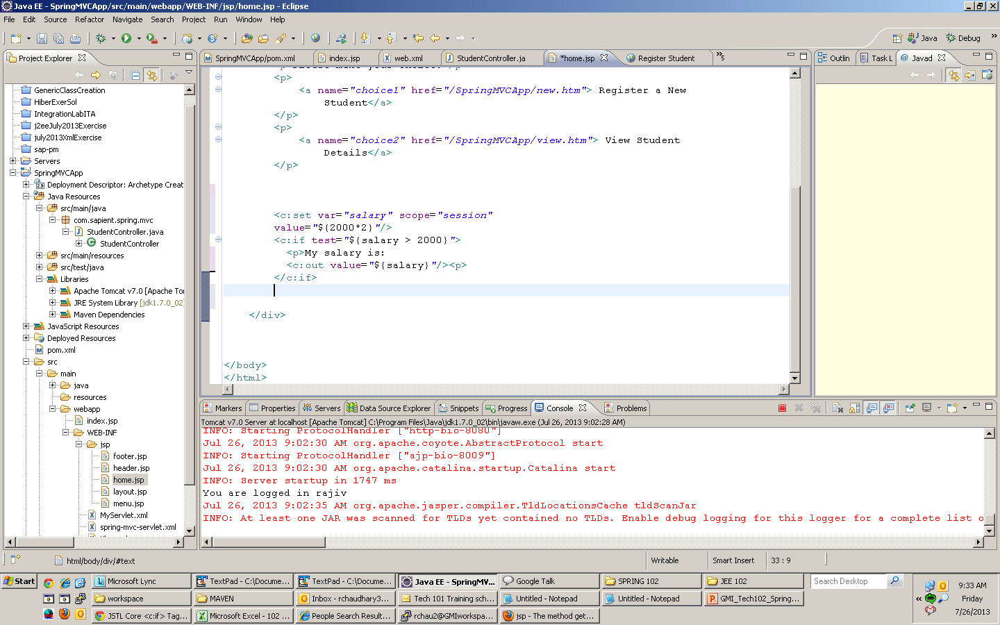 Java EE - SpringMVCApp/src/main/webapp/WEB-INF/jsp/home.jsp - Eclipse
File Edit Source Refactor Navigate Search Project Run Window Help
Java Debug
Project Explorer
SpringMVCApp/pom.xml index.jsp web.xml StudentController.ja *home.jsp Register Student 5
Outlin Task L Javad
GenericClassCreation
HiberExerSol
IntegrationLabITA
j2eeJuly2013Exercise
july2013XmlExercise
sap-pm
Servers
SpringMVCApp
Deployment Descriptor: Archetype Creat
Java Resources
src/main/java
com.sapient.spring.mvc
StudentController.java
StudentController
src/main/resources
src/test/java
Libraries
Apache Tomcat v7.0 [Apache To
JRE System Library [jdk1.7.0_02]
Maven Dependencies
JavaScript Resources
Deployed Resources
pom.xml
src
main
java
resources
webapp
index.jsp
WEB-INF
jsp
footer.jsp
header.jsp
home.jsp
layout.jsp
menu.jsp
MyServlet.xml
spring-mvc-servlet.xml
<p>
<a name="choice1" href="/SpringMVCApp/new.htm"> Register a New
Student</a>
</p>
<p>
<a name="choice2" href="/SpringMVCApp/view.htm"> View Student
Details</a>
</p>
<c:set var="salary" scope="session"
value="${2000*2}"/>
<c:if test="${salary > 2000}">
<p>My salary is:
<c:out value="${salary}"/><p>
</c:if>
</div>
</body>
</html>
Markers Properties Servers Data Source Explorer Snippets Progress Console Problems
Tomcat v7.0 Server at localhost [Apache Tomcat] C:\Program Files\Java\jdk1.7.0_02\bin\javaw.exe (Jul 26, 2013 9:02:28 AM)
INFO: Starting ProtocolHandler ["http-bio-8080"]
Jul 26, 2013 9:02:30 AM org.apache.coyote.AbstractProtocol start
INFO: Starting ProtocolHandler ["ajp-bio-8009"]
Jul 26, 2013 9:02:30 AM org.apache.catalina.startup.Catalina start
INFO: Server startup in 1747 ms
You are logged in rajiv
Jul 26, 2013 9:02:35 AM org.apache.jasper.compiler.TldLocationsCache tldScanJar
INFO: At least one JAR was scanned for TLDs yet contained no TLDs. Enable debug logging for this logger for a complete list o
html/body/div/#text Writable Smart Insert 33 : 9
Start Microsoft Lync TextPad - C:\Docume... TextPad - C:\Docume... Java EE - SpringMV... Google Talk SPRING 102 JEE 102 Search Desktop 9:33 AM
workspace MAVEN Inbox - rchaudhary3... Tech 101 Training sch... Untitled - Notepad Untitled - Notepad GMI_Tech102_Spring... Friday
JSTL Core <c:if> Tag... Microsoft Excel - 102 ... People Search Result... rchau2@GMIworkspa... jsp - The method get... 7/26/2013